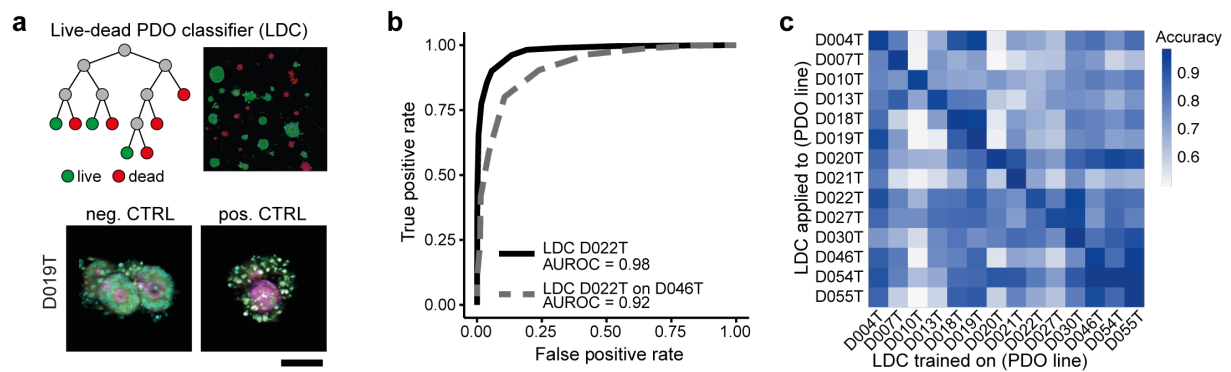 a
Live-dead PDO classifier (LDC)
live
dead
neg. CTRL
pos. CTRL
D019T
b
True positive rate
1.00
0.75
0.50
0.25
0.00
LDC D022T
AUROC = 0.98
LDC D022T on D046T
AUROC = 0.92
0.00
0.25
0.50
0.75
1.00
False positive rate
c
LDC applied to (PDO line)
D004T
D007T
D010T
D013T
D018T
D019T
D020T
D021T
D022T
D027T
D030T
D046T
D054T
D055T
D004T
D007T
D010T
D013T
D018T
D019T
D020T
D021T
D022T
D027T
D030T
D046T
D054T
D055T
LDC trained on (PDO line)
Accuracy
0.9
0.8
0.7
0.6